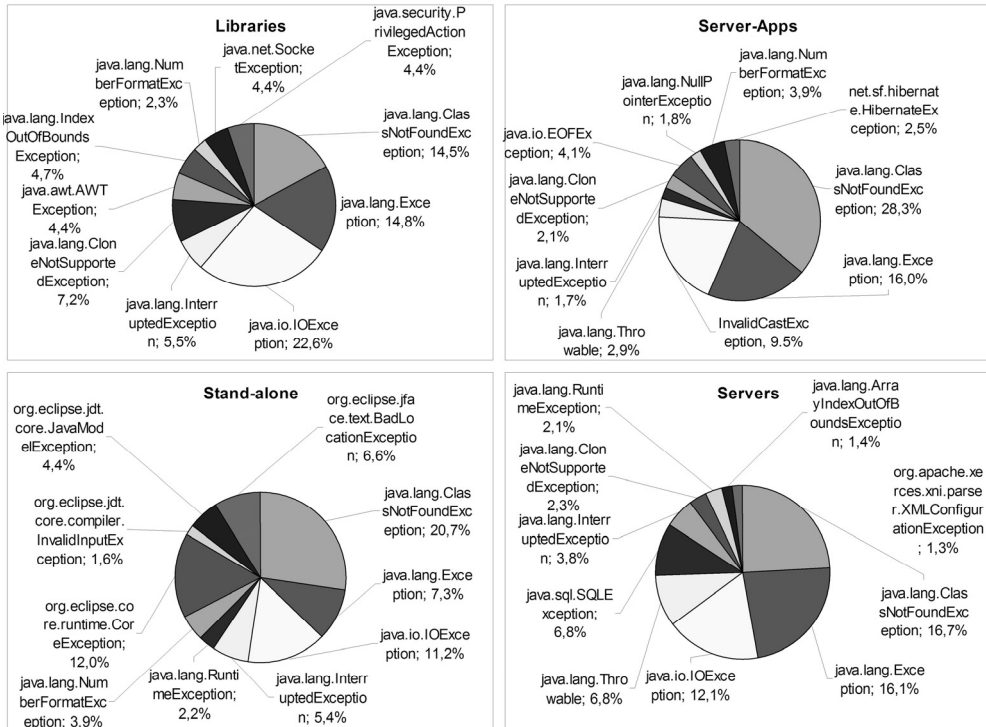 Libraries
java.security.P
rivilegedAction
Exception;
4,4%
java.net.Socke
tException;
4,4%
java.lang.Num
berFormatExc
eption; 2,3%
java.lang.Index
OutOfBounds
Exception;
4,7%
java.awt.AWT
Exception;
4,4%
java.lang.Clon
eNotSupporte
dException;
7,2%
java.lang.Interr
uptedExceptio
n; 5,5%
java.io.IOExce
ption; 22,6%
java.lang.Exce
ption; 14,8%
java.lang.Clas
sNotFoundExc
eption; 14,5%
Server-Apps
java.lang.Num
berFormatExc
eption; 3,9%
java.lang.NullP
ointerExceptio
n; 1,8%
net.sf.hibernat
e.HibernateEx
ception; 2,5%
java.io.EOFEx
ception; 4,1%
java.lang.Clon
eNotSupporte
dException;
2,1%
java.lang.Interr
uptedExceptio
n; 1,7%
java.lang.Thro
wable; 2,9%
InvalidCastExc
eption, 9.5%
java.lang.Exce
ption; 16,0%
java.lang.Clas
sNotFoundExc
eption; 28,3%
Stand-alone
org.eclipse.jfa
ce.text.BadLo
cationExceptio
n; 6,6%
org.eclipse.jdt.
core.JavaMod
elException;
4,4%
org.eclipse.jdt.
core.compiler.
InvalidInputEx
ception; 1,6%
org.eclipse.co
re.runtime.Cor
eException;
12,0%
java.lang.Num
berFormatExc
eption; 3,9%
java.lang.Runti
meException;
2,2%
java.lang.Interr
uptedExceptio
n; 5,4%
java.io.IOExce
ption; 11,2%
java.lang.Exce
ption; 7,3%
java.lang.Clas
sNotFoundExc
eption; 20,7%
Servers
java.lang.Runti
meException;
2,1%
java.lang.Arra
yIndexOutOfB
oundsExceptio
n; 1,4%
org.apache.xe
rces.xni.parse
r.XMLConfigur
ationException
; 1,3%
java.lang.Clon
eNotSupporte
dException;
2,3%
java.lang.Interr
uptedExceptio
n; 3,8%
java.sql.SQLE
xception;
6,8%
java.lang.Thro
wable; 6,8%
java.io.IOExce
ption; 12,1%
java.lang.Exce
ption; 16,1%
java.lang.Clas
sNotFoundExc
eption; 16,7%